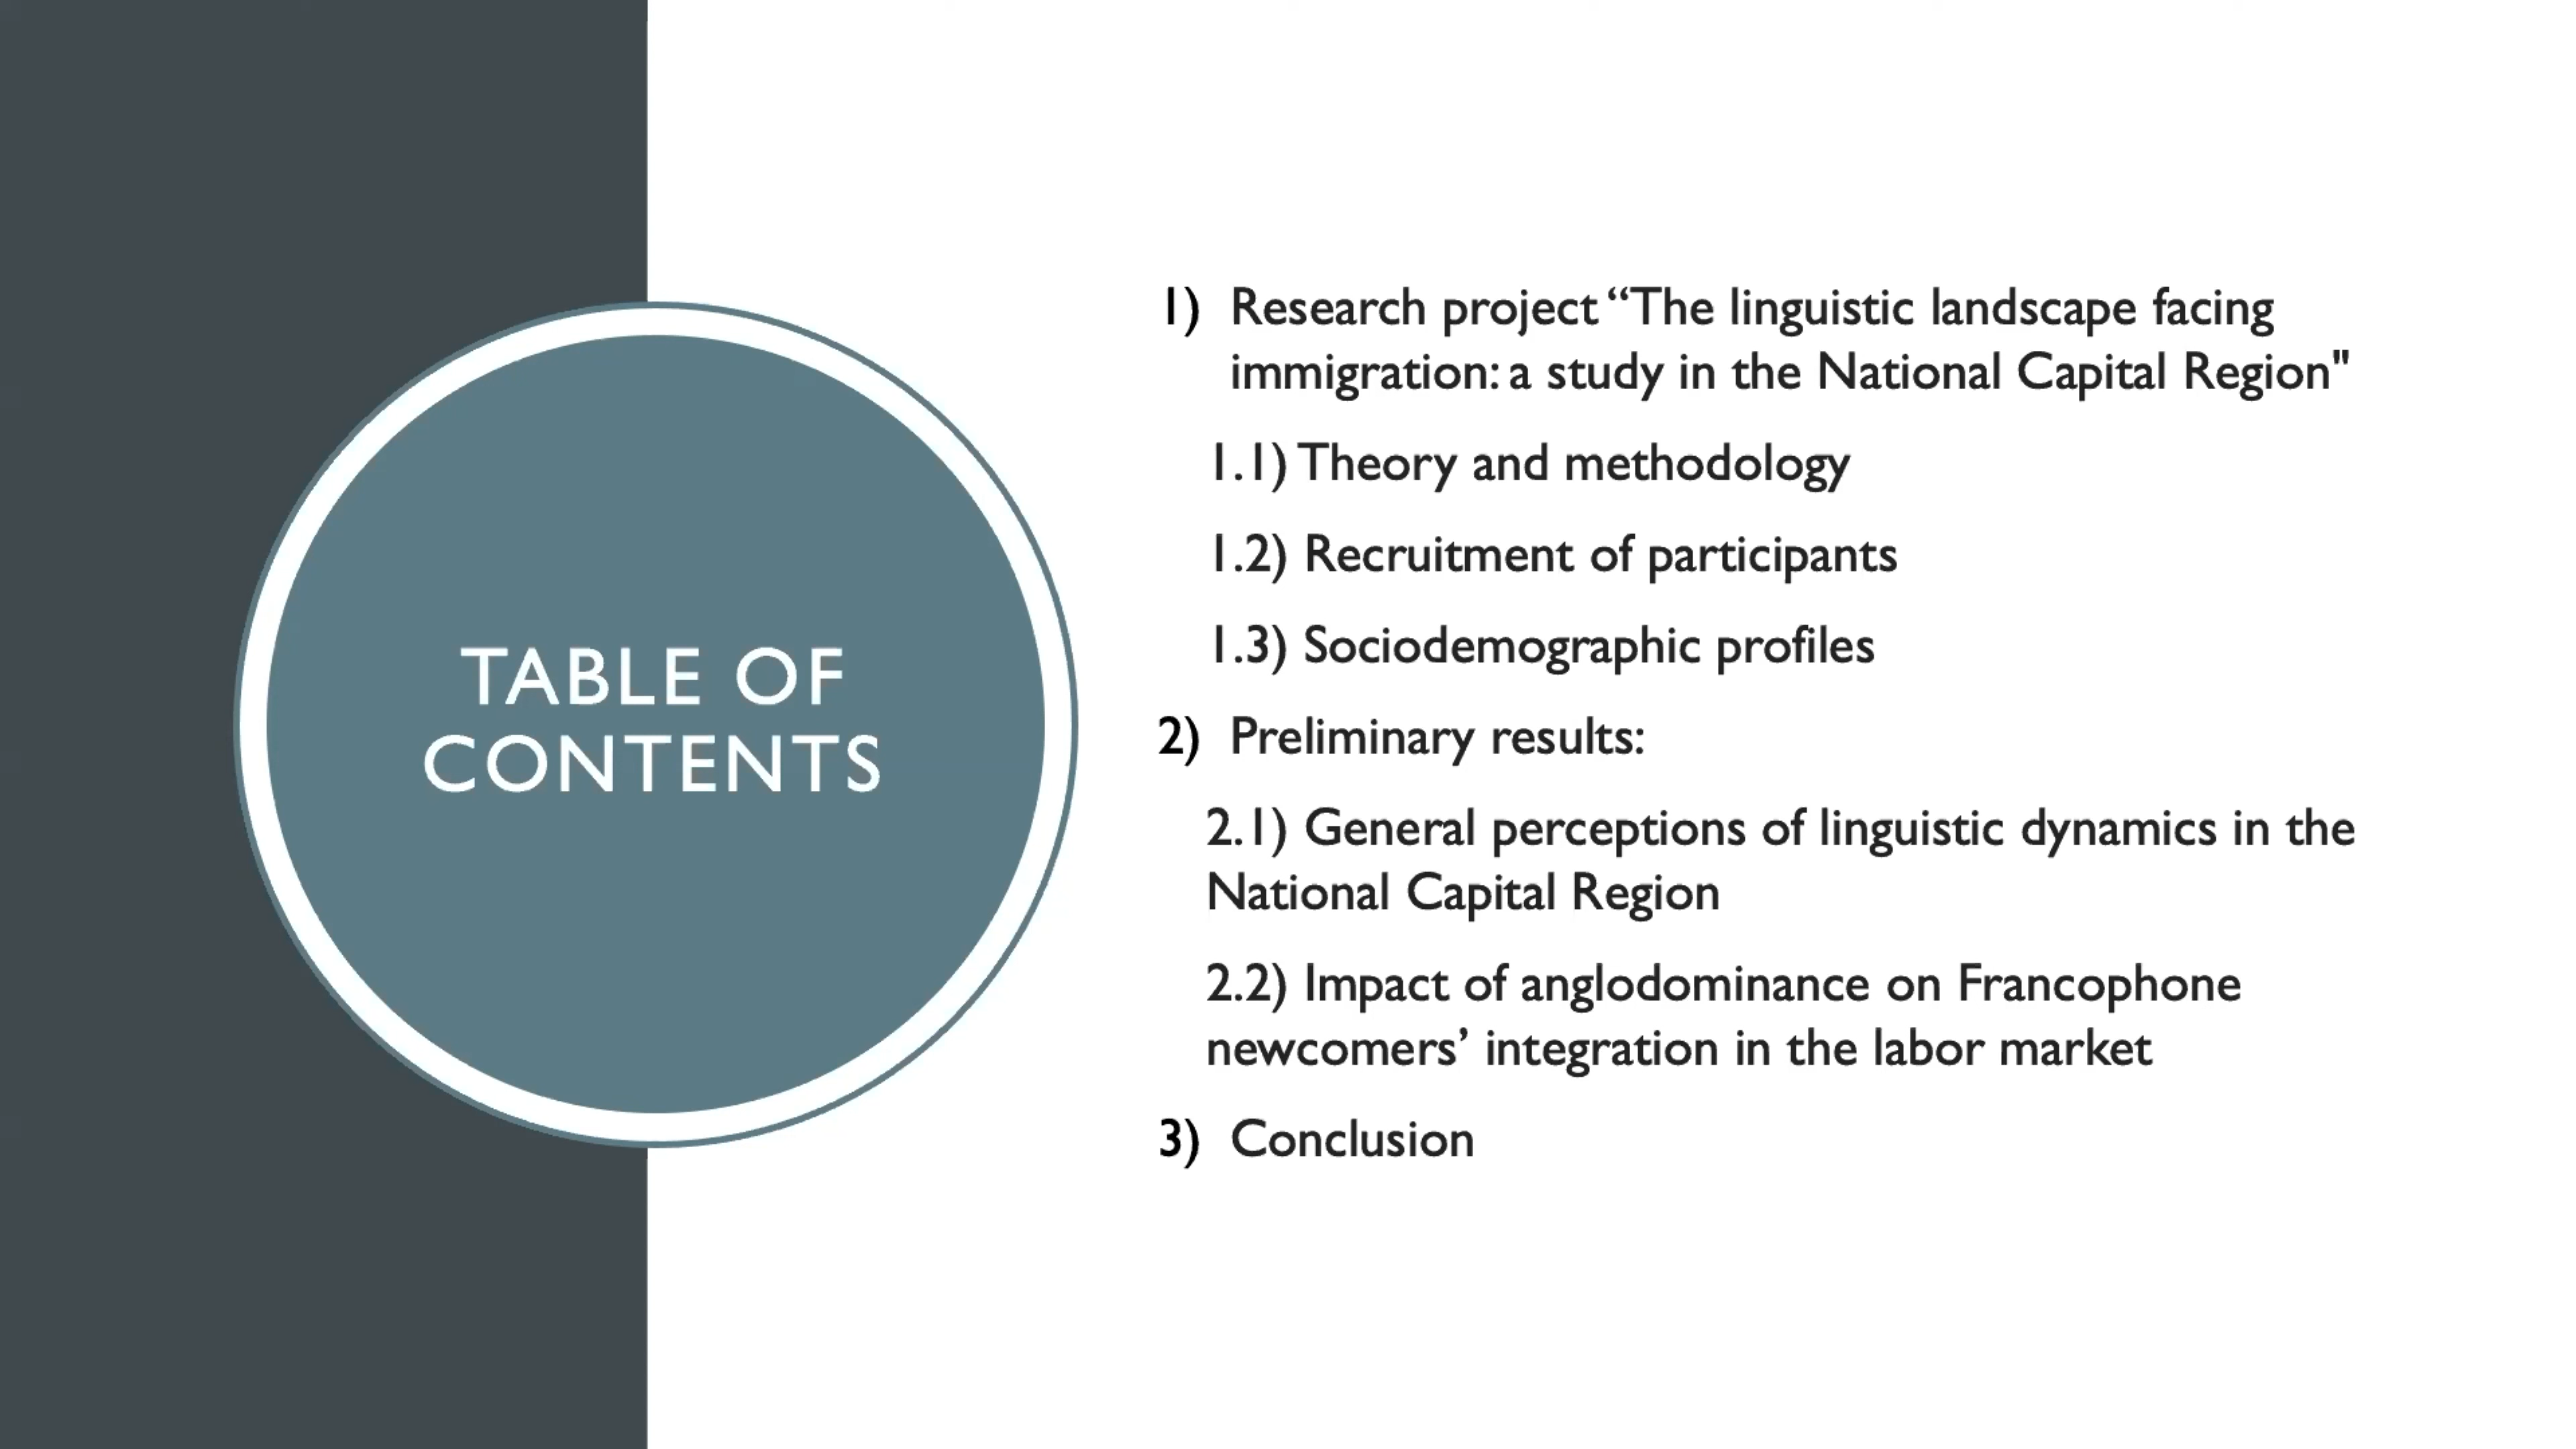 TABLE OF
CONTENTS
1) Research project “The linguistic landscape facing
immigration: a study in the National Capital Region"
1.1) Theory and methodology
1.2) Recruitment of participants
1.3) Sociodemographic profiles
2) Preliminary results:
2.1) General perceptions of linguistic dynamics in the
National Capital Region
2.2) Impact of anglodominance on Francophone
newcomers’ integration in the labor market
3) Conclusion